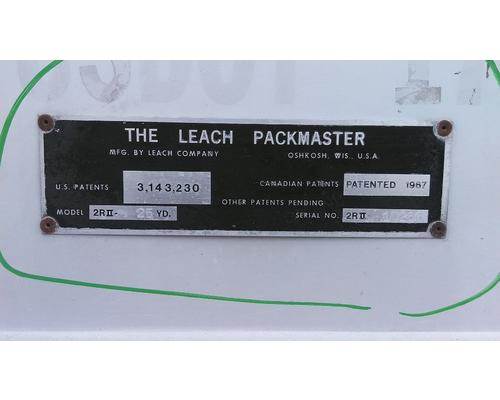 THE LEACH PACKMASTER
MFG. BY LEACH COMPANY OSHKOSH, WIS., U.S.A.
U.S. PATENTS 3,143,230 CANADIAN PATENTS PATENTED 1967
OTHER PATENTS PENDING
MODEL 2RII- 25 YD. SERIAL NO. 2RII